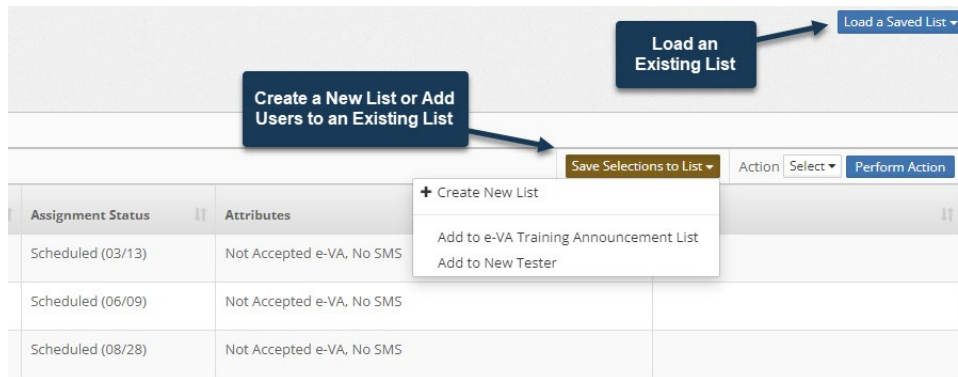 Load a Saved List
Load an
Existing List
Create a New List or Add
Users to an Existing List
Save Selections to List
Action Select Perform Action
+ Create New List
Assignment Status Attributes
Add to e-VA Training Announcement List
Scheduled (03/13) Not Accepted e-VA, No SMS
Add to New Tester
Scheduled (06/09) Not Accepted e-VA, No SMS
Scheduled (08/28) Not Accepted e-VA, No SMS